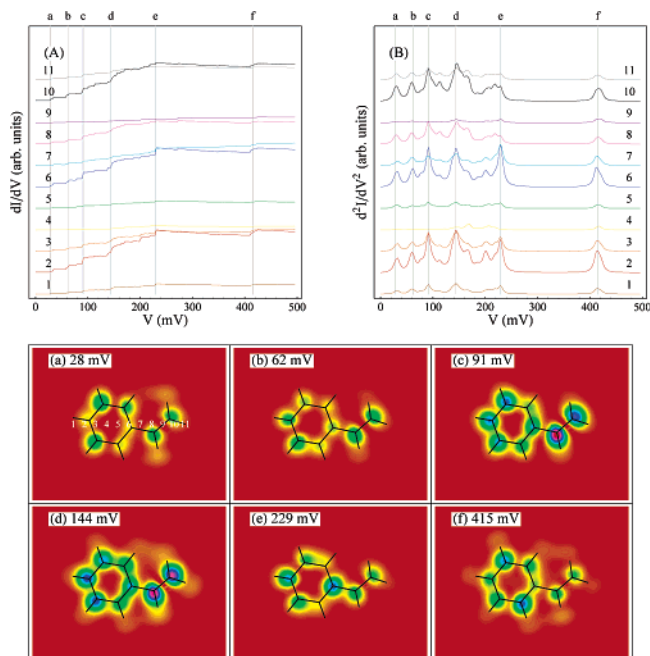 a b c d e f
(A)
11
10
9
8
7
6
5
4
3
2
1
dI/dV (arb. units)
0 100 200 300 400 500
V (mV)
a b c d e f
(B)
11
10
9
8
7
6
5
4
3
2
1
d²I/dV² (arb. units)
0 100 200 300 400 500
V (mV)
(a) 28 mV
1 2 3 4 5 6 7 8 9 10 11
(b) 62 mV
(c) 91 mV
(d) 144 mV
(e) 229 mV
(f) 415 mV